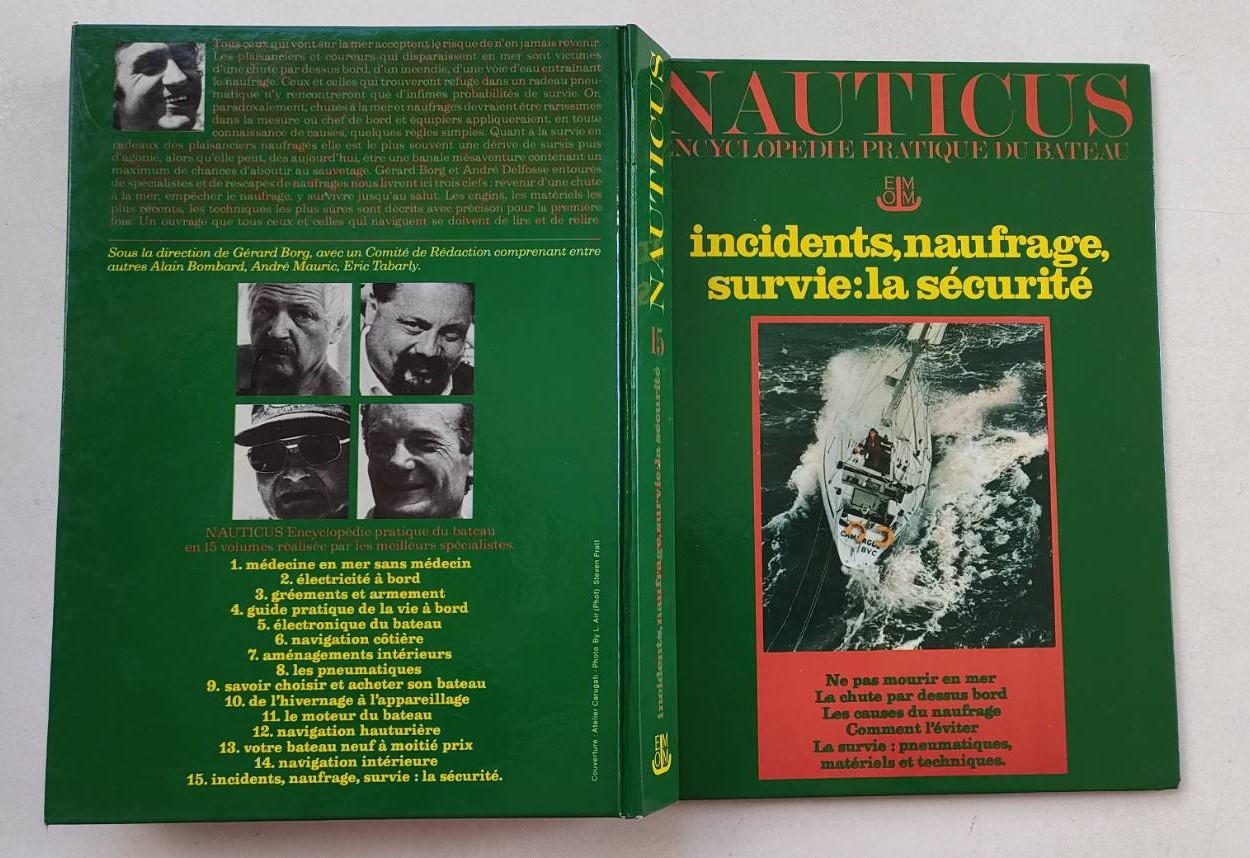 Tous ceux qui vont sur la mer acceptent le risque de n'en jamais revenir.
Les plaisanciers et coureurs qui disparaissent en mer sont victimes
d'une chute par dessus bord, d'un incendie, d'une voie d'eau entraînant
le naufrage. Ceux et celles qui trouveront refuge dans un radeau pneu-
matique n'y rencontreront que d'infimes probabilités de survie. Or,
paradoxalement, chutes à la mer et naufrages devraient être rarissimes
dans la mesure où chef de bord et équipiers appliqueraient, en toute
connaissance de causes, quelques règles simples. Quant à la survie en
radeaux des plaisanciers naufragés elle est le plus souvent une dérive de sursis puis
d'agonie, alors qu'elle peut, dès aujourd'hui, être une banale mésaventure contenant un
maximum de chances d'aboutir au sauvetage. Gérard Borg et André Delfosse entourés
de spécialistes et de rescapés de naufrages nous livrent ici trois clefs : revenir d'une chute
à la mer, empêcher le naufrage, y survivre jusqu'au salut. Les engins, les matériels les
plus récents, les techniques les plus sûres sont décrits avec précison pour la première
fois. Un ouvrage que tous ceux et celles qui naviguent se doivent de lire et de relire.
Sous la direction de Gérard Borg, avec un Comité de Rédaction comprenant entre
autres Alain Bombard, André Mauric, Eric Tabarly.
NAUTICUS Encyclopédie pratique du bateau
en 15 volumes réalisée par les meilleurs spécialistes.
1. médecine en mer sans médecin
2. électricité à bord
3. gréements et armement
4. guide pratique de la vie à bord
5. électronique du bateau
6. navigation côtière
7. aménagements intérieurs
8. les pneumatiques
9. savoir choisir et acheter son bateau
10. de l'hivernage à l'appareillage
11. le moteur du bateau
12. navigation hauturière
13. votre bateau neuf à moitié prix
14. navigation intérieure
15. incidents, naufrage, survie : la sécurité.
Couverture - Atelier Carugati - Photo By L. Air (Phot) Steven Pratt
NAUTICUS
15
incidents,naufrage,survie:la sécurité
EMOM
NAUTICUS
ENCYCLOPEDIE PRATIQUE DU BATEAU
EMOM
incidents,naufrage,
survie:la sécurité
BVC
Ne pas mourir en mer
La chute par dessus bord
Les causes du naufrage
Comment l'éviter
La survie : pneumatiques,
matériels et techniques.